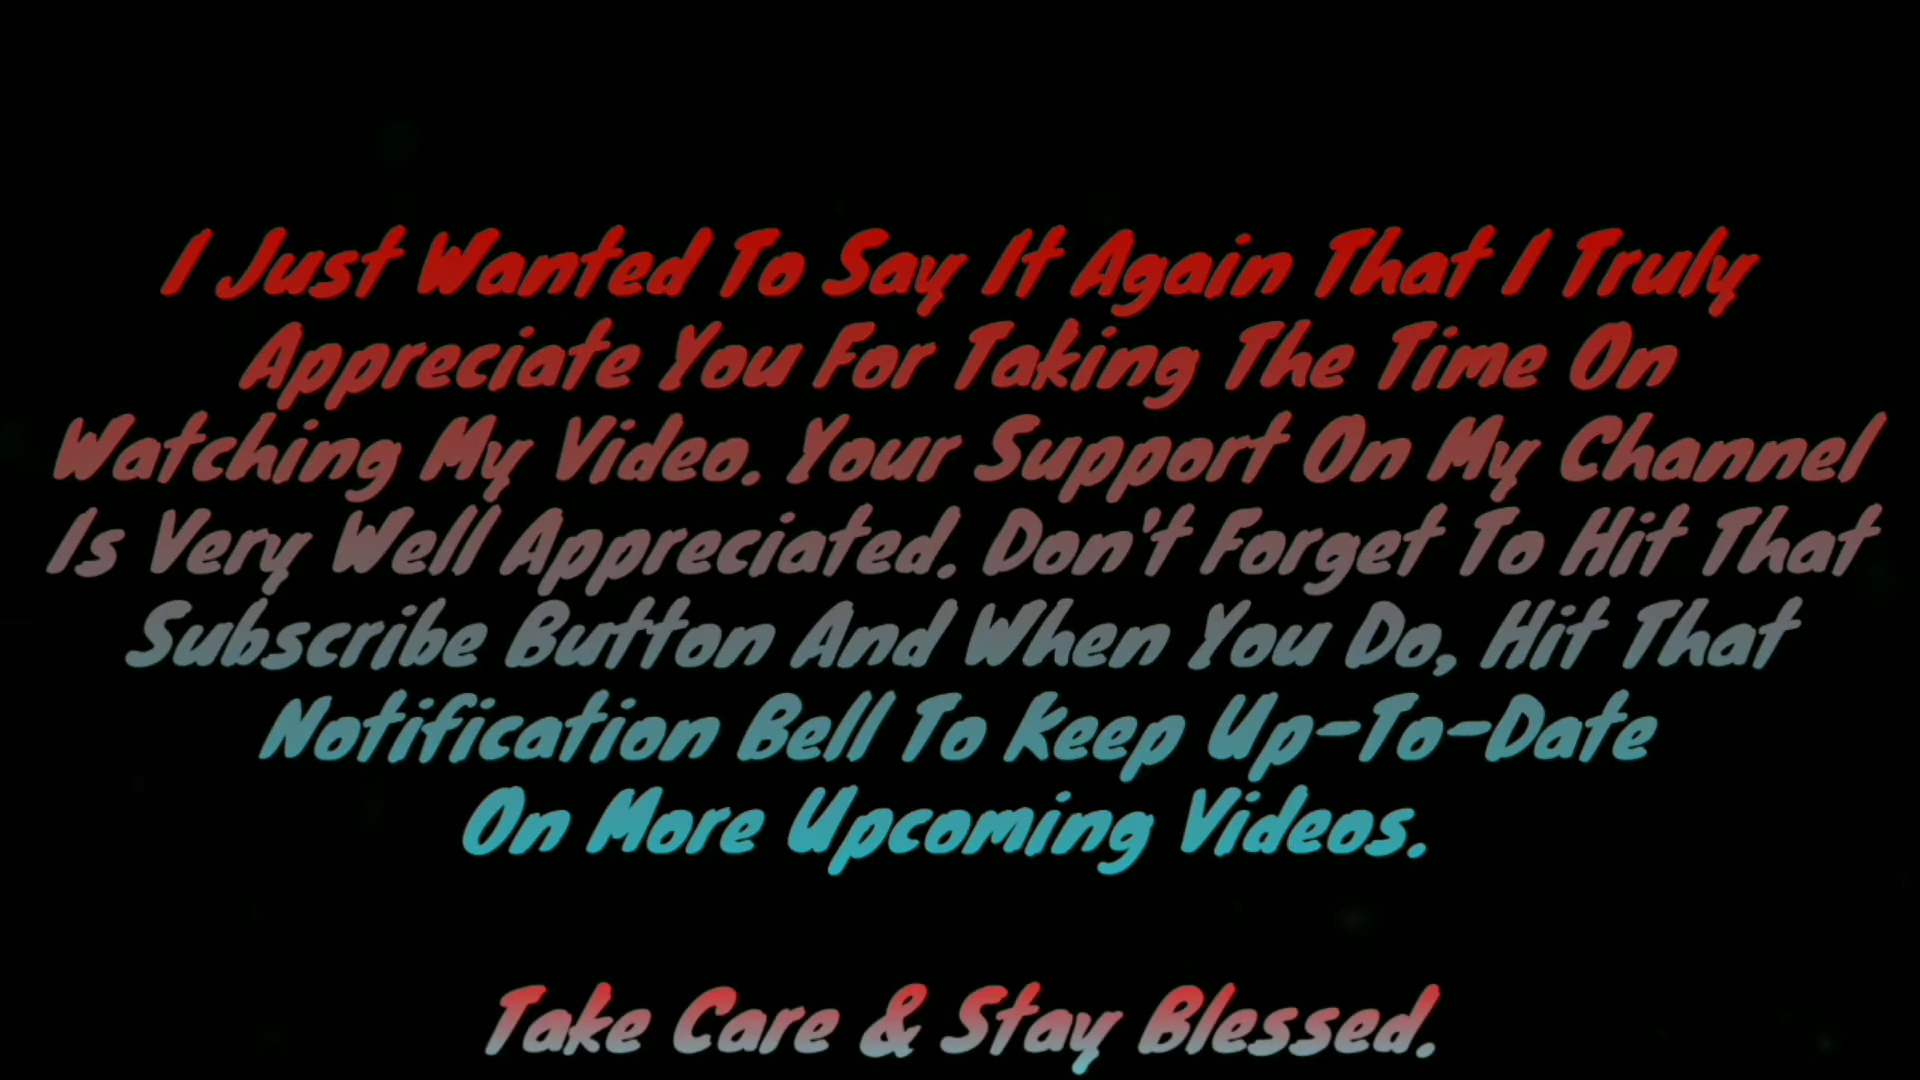 I Just Wanted To Say It Again That I Truly
Appreciate You For Taking The Time On
Watching My Video. Your Support On My Channel
Is Very Well Appreciated. Don't Forget To Hit That
Subscribe Button And When You Do, Hit That
Notification Bell To Keep Up-To-Date
On More Upcoming Videos.
Take Care & Stay Blessed.